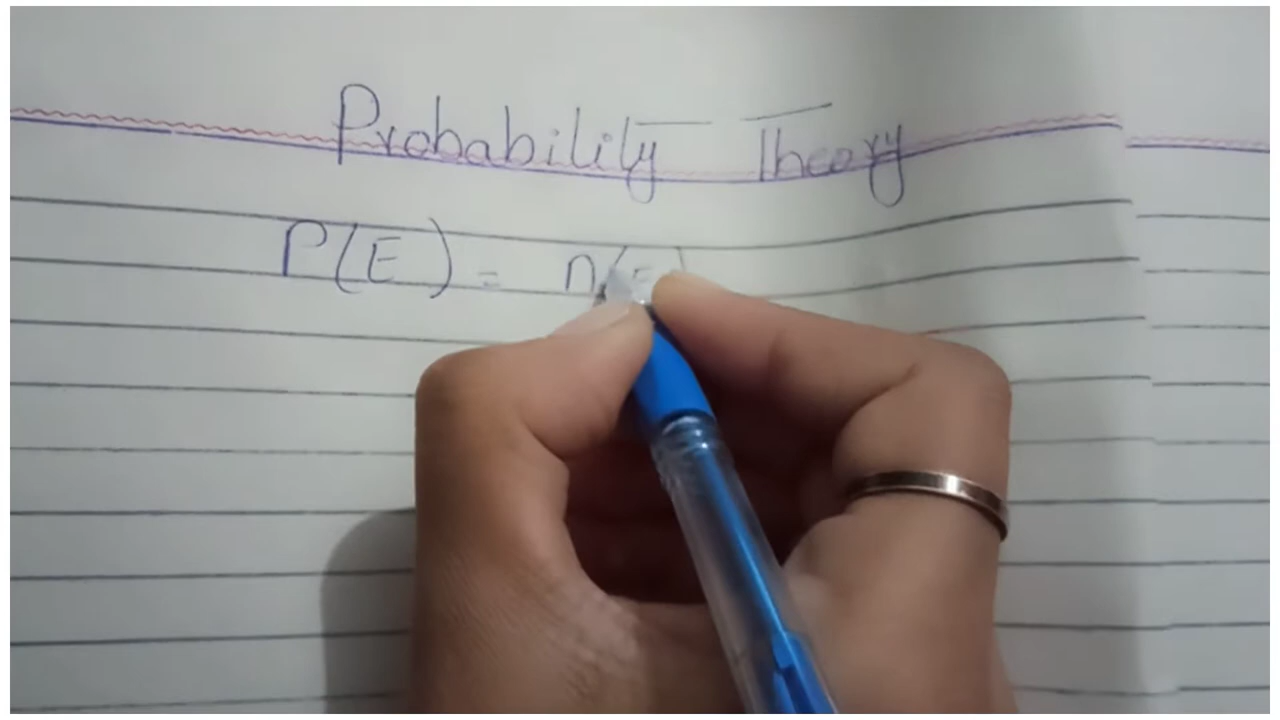 Probability Theory
P(E) = n(E)